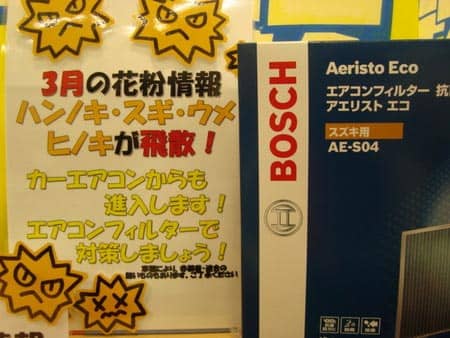 3月の花粉情報
ハンノキ・スギ・ウメ
ヒノキが飛散！
カーエアコンからも
進入します！
エアコンフィルターで
対策しましょう！
BOSCH
Aeristo Eco
エアコンフィルター 抗
アエリスト エコ
スズキ用
AE-S04